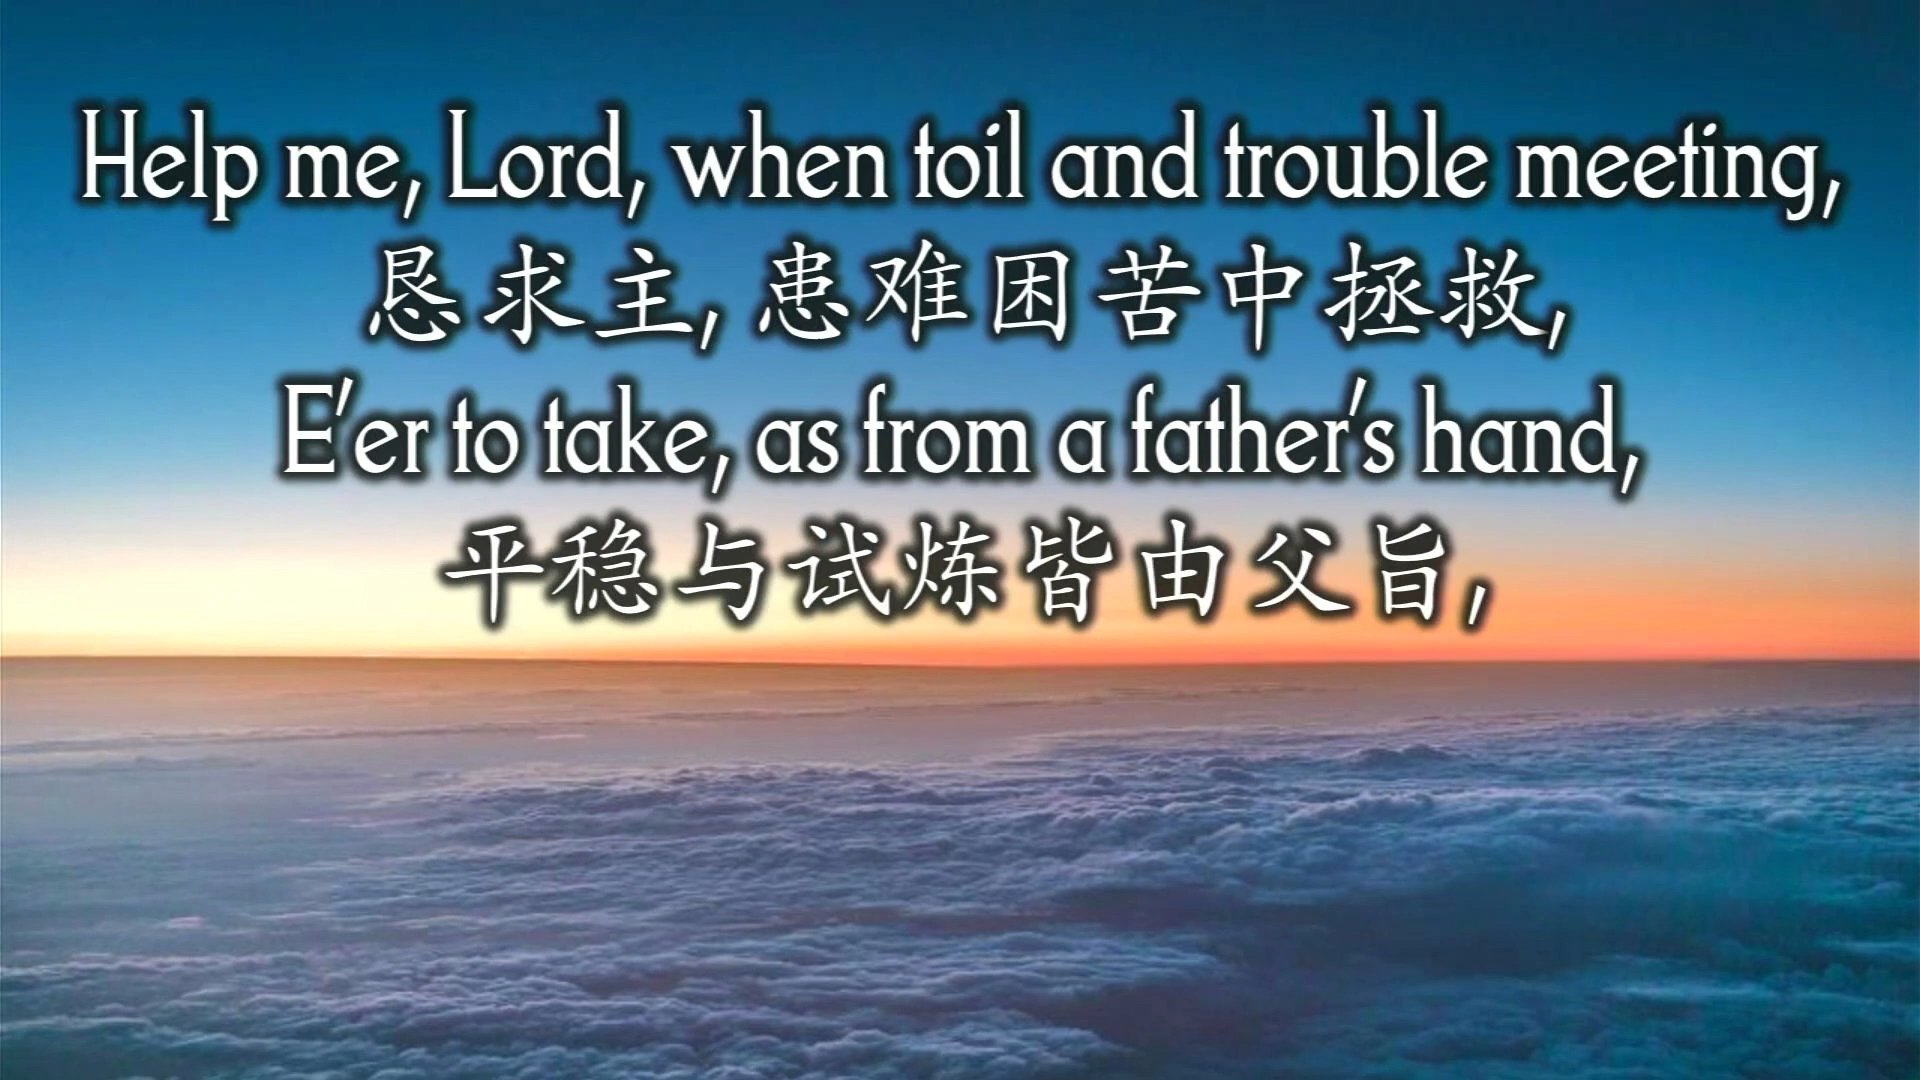 Help me, Lord, when toil and trouble meeting,
恳求主, 患难困苦中拯救,
E'er to take, as from a father's hand,
平稳与试炼皆由父旨,